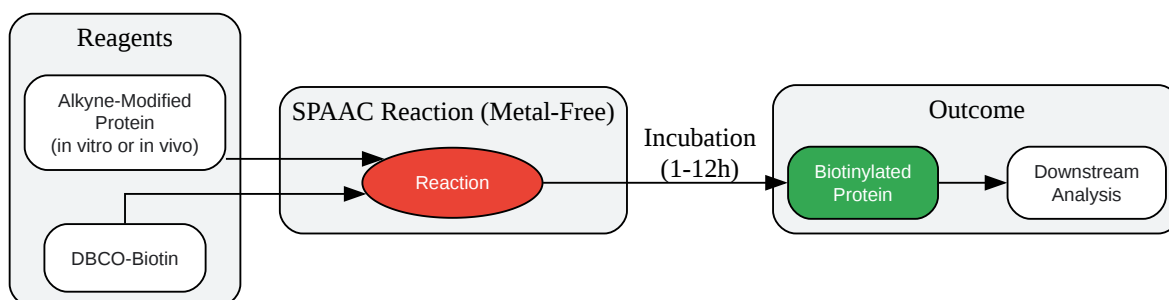 Reagents
Alkyne-Modified
Protein
(in vitro or in vivo)
DBCO-Biotin
SPAAC Reaction (Metal-Free)
Reaction
Incubation
(1-12h)
Outcome
Biotinylated
Protein
Downstream
Analysis